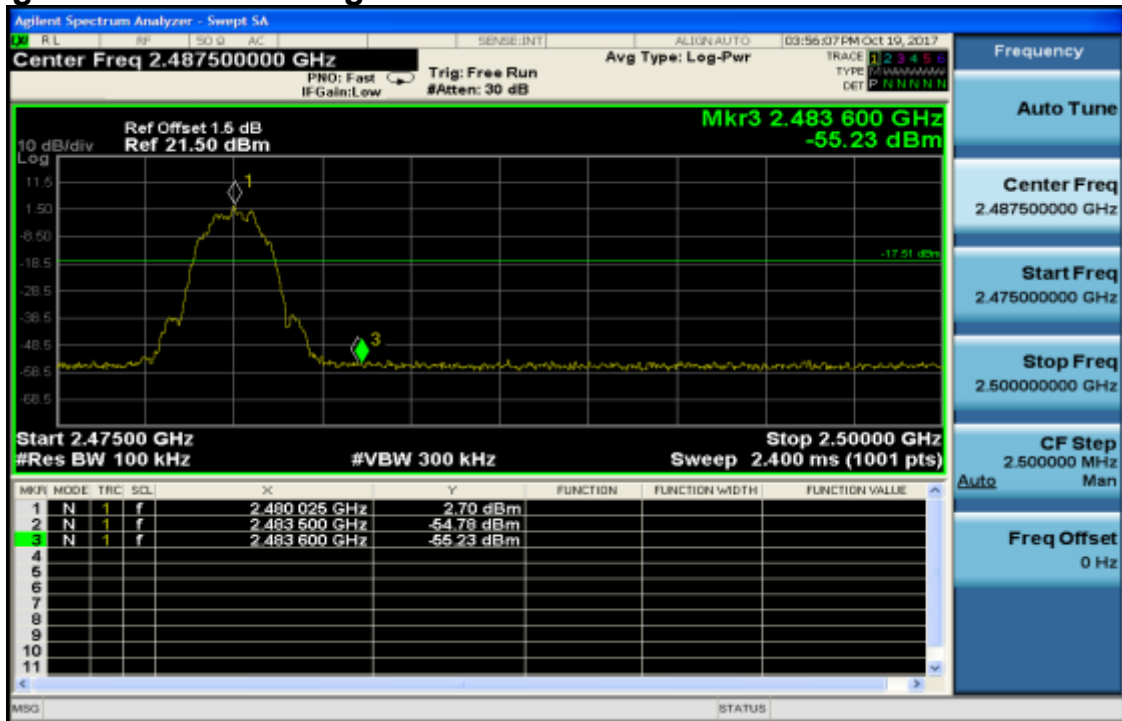 Agilent Spectrum Analyzer - Swept SA
RL RF 50 Ω AC SENSE:INT ALIGN AUTO 03:56:07 PM Oct 19, 2017
Center Freq 2.487500000 GHz
PNO: Fast
IFGain:Low
Trig: Free Run
#Atten: 30 dB
Avg Type: Log-Pwr
TRACE 1 2 3 4 5 6
TYPE M
DET P N N N N N
Ref Offset 1.5 dB
10 dB/div Ref 21.50 dBm
Log
Mkr3 2.483 600 GHz
-55.23 dBm
11.5
1.50
-8.50
-18.5
-28.5
-38.5
-48.5
-58.5
-68.5
1
3
-17.51 dBm
Start 2.47500 GHz Stop 2.50000 GHz
#Res BW 100 kHz #VBW 300 kHz Sweep 2.400 ms (1001 pts)
MKR MODE TRC SCL X Y FUNCTION FUNCTION WIDTH FUNCTION VALUE
1 N 1 f 2.480 025 GHz 2.70 dBm
2 N 1 f 2.483 500 GHz -54.78 dBm
3 N 1 f 2.483 600 GHz -55.23 dBm
4
5
6
7
8
9
10
11
MSG STATUS
Frequency
Auto Tune
Center Freq
2.487500000 GHz
Start Freq
2.475000000 GHz
Stop Freq
2.500000000 GHz
CF Step
2.500000 MHz
Auto Man
Freq Offset
0 Hz